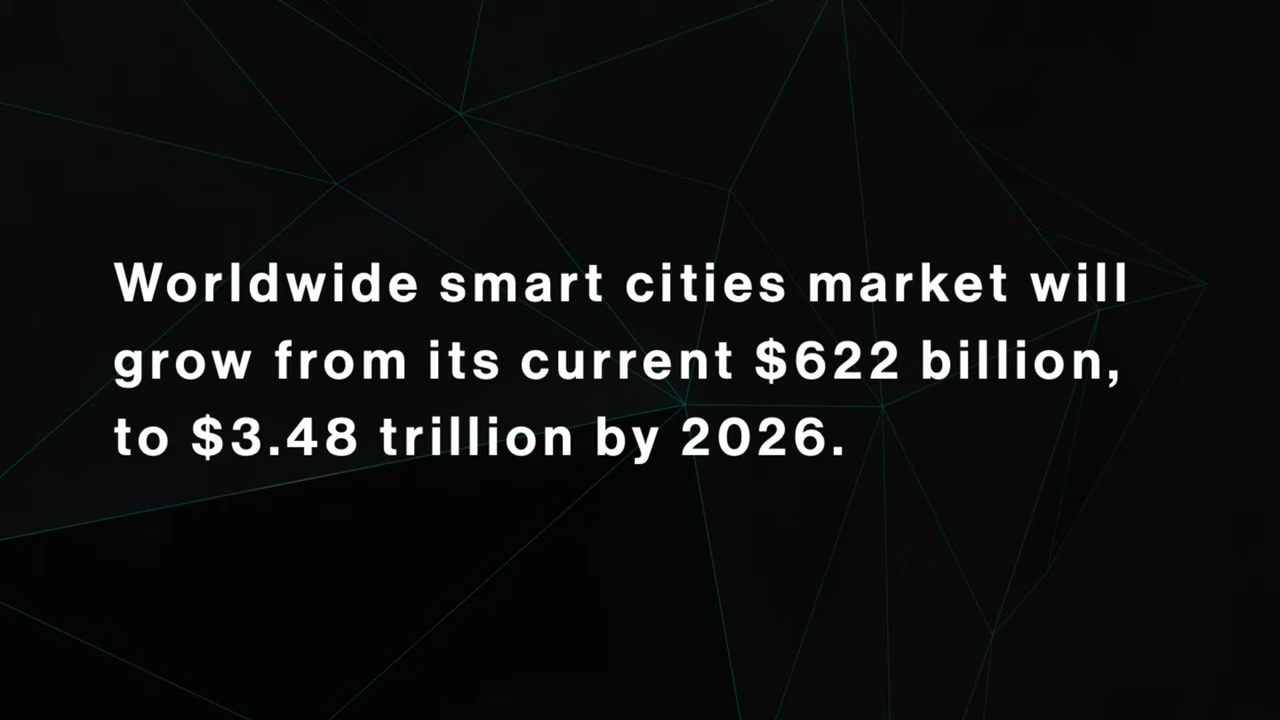 Worldwide smart cities market will
grow from its current $622 billion,
to $3.48 trillion by 2026.